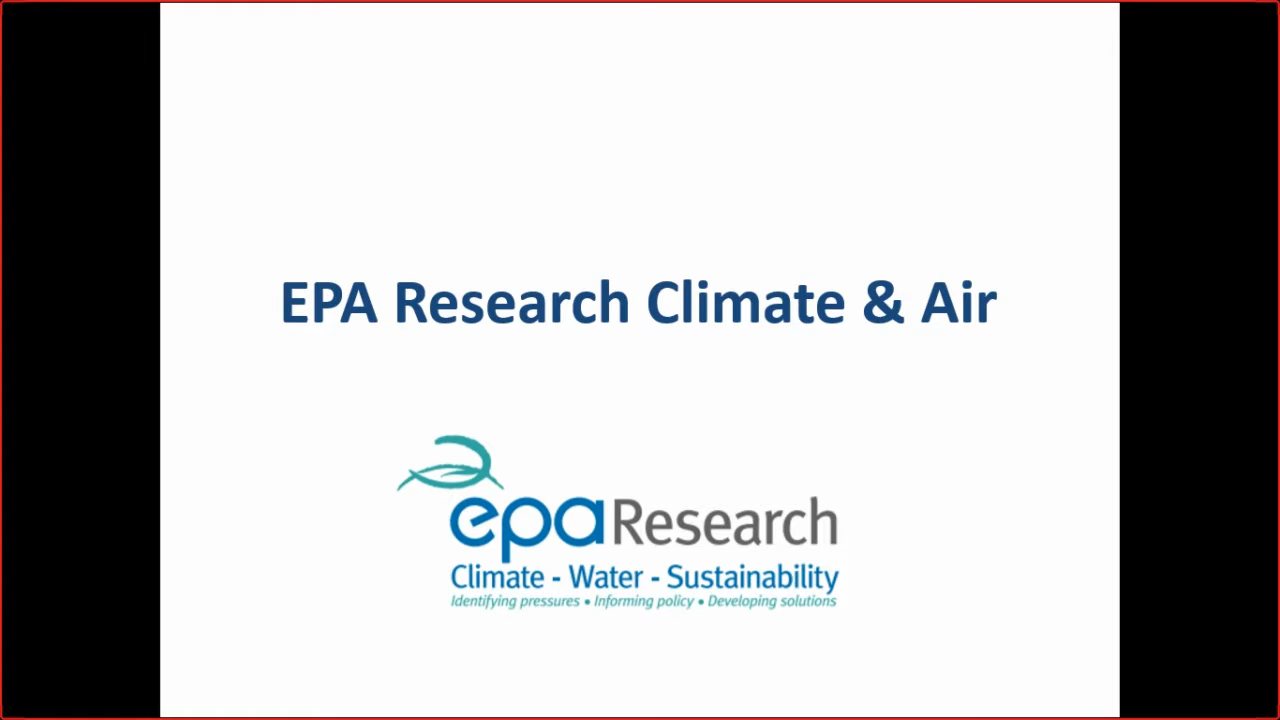 EPA Research Climate & Air
epa Research
Climate - Water - Sustainability
Identifying pressures • Informing policy • Developing solutions